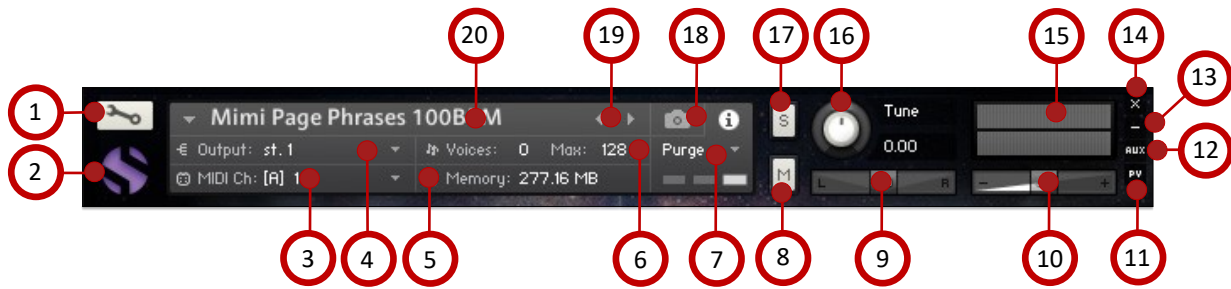 20 19 18 17 16 15 14
13
1
Mimi Page Phrases 100B M
S
Tune
×
−
Output: st.1
Voices: 0 Max: 128
Purge
0.00
AUX
12
2
MIDI Ch: [A] 1
Memory: 277.16 MB
M
L R
− +
PV
3 4 5 6 7 8 9 10 11